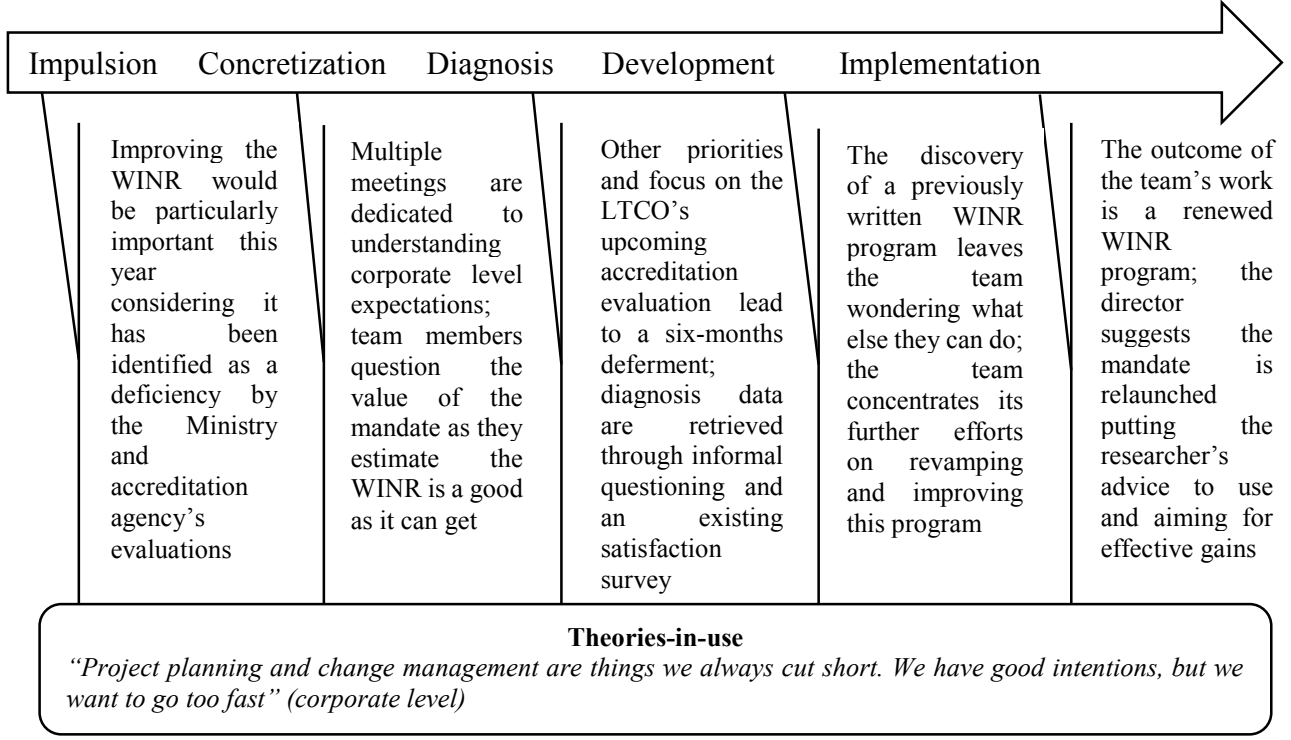 Impulsion Concretization Diagnosis Development Implementation
Improving the
WINR would
be particularly
important this
year
considering it
has been
identified as a
deficiency by
the Ministry
and
accreditation
agency’s
evaluations
Multiple
meetings are
dedicated to
understanding
corporate level
expectations;
team members
question the
value of the
mandate as they
estimate the
WINR is a good
as it can get
Other priorities
and focus on the
LTCO’s
upcoming
accreditation
evaluation lead
to a six-months
deferment;
diagnosis data
are retrieved
through informal
questioning and
an existing
satisfaction
survey
The discovery
of a previously
written WINR
program leaves
the team
wondering what
else they can do;
the team
concentrates its
further efforts
on revamping
and improving
this program
The outcome of
the team’s work
is a renewed
WINR
program; the
director
suggests the
mandate is
relaunched
putting the
researcher’s
advice to use
and aiming for
effective gains
Theories-in-use
“Project planning and change management are things we always cut short. We have good intentions, but we
want to go too fast” (corporate level)